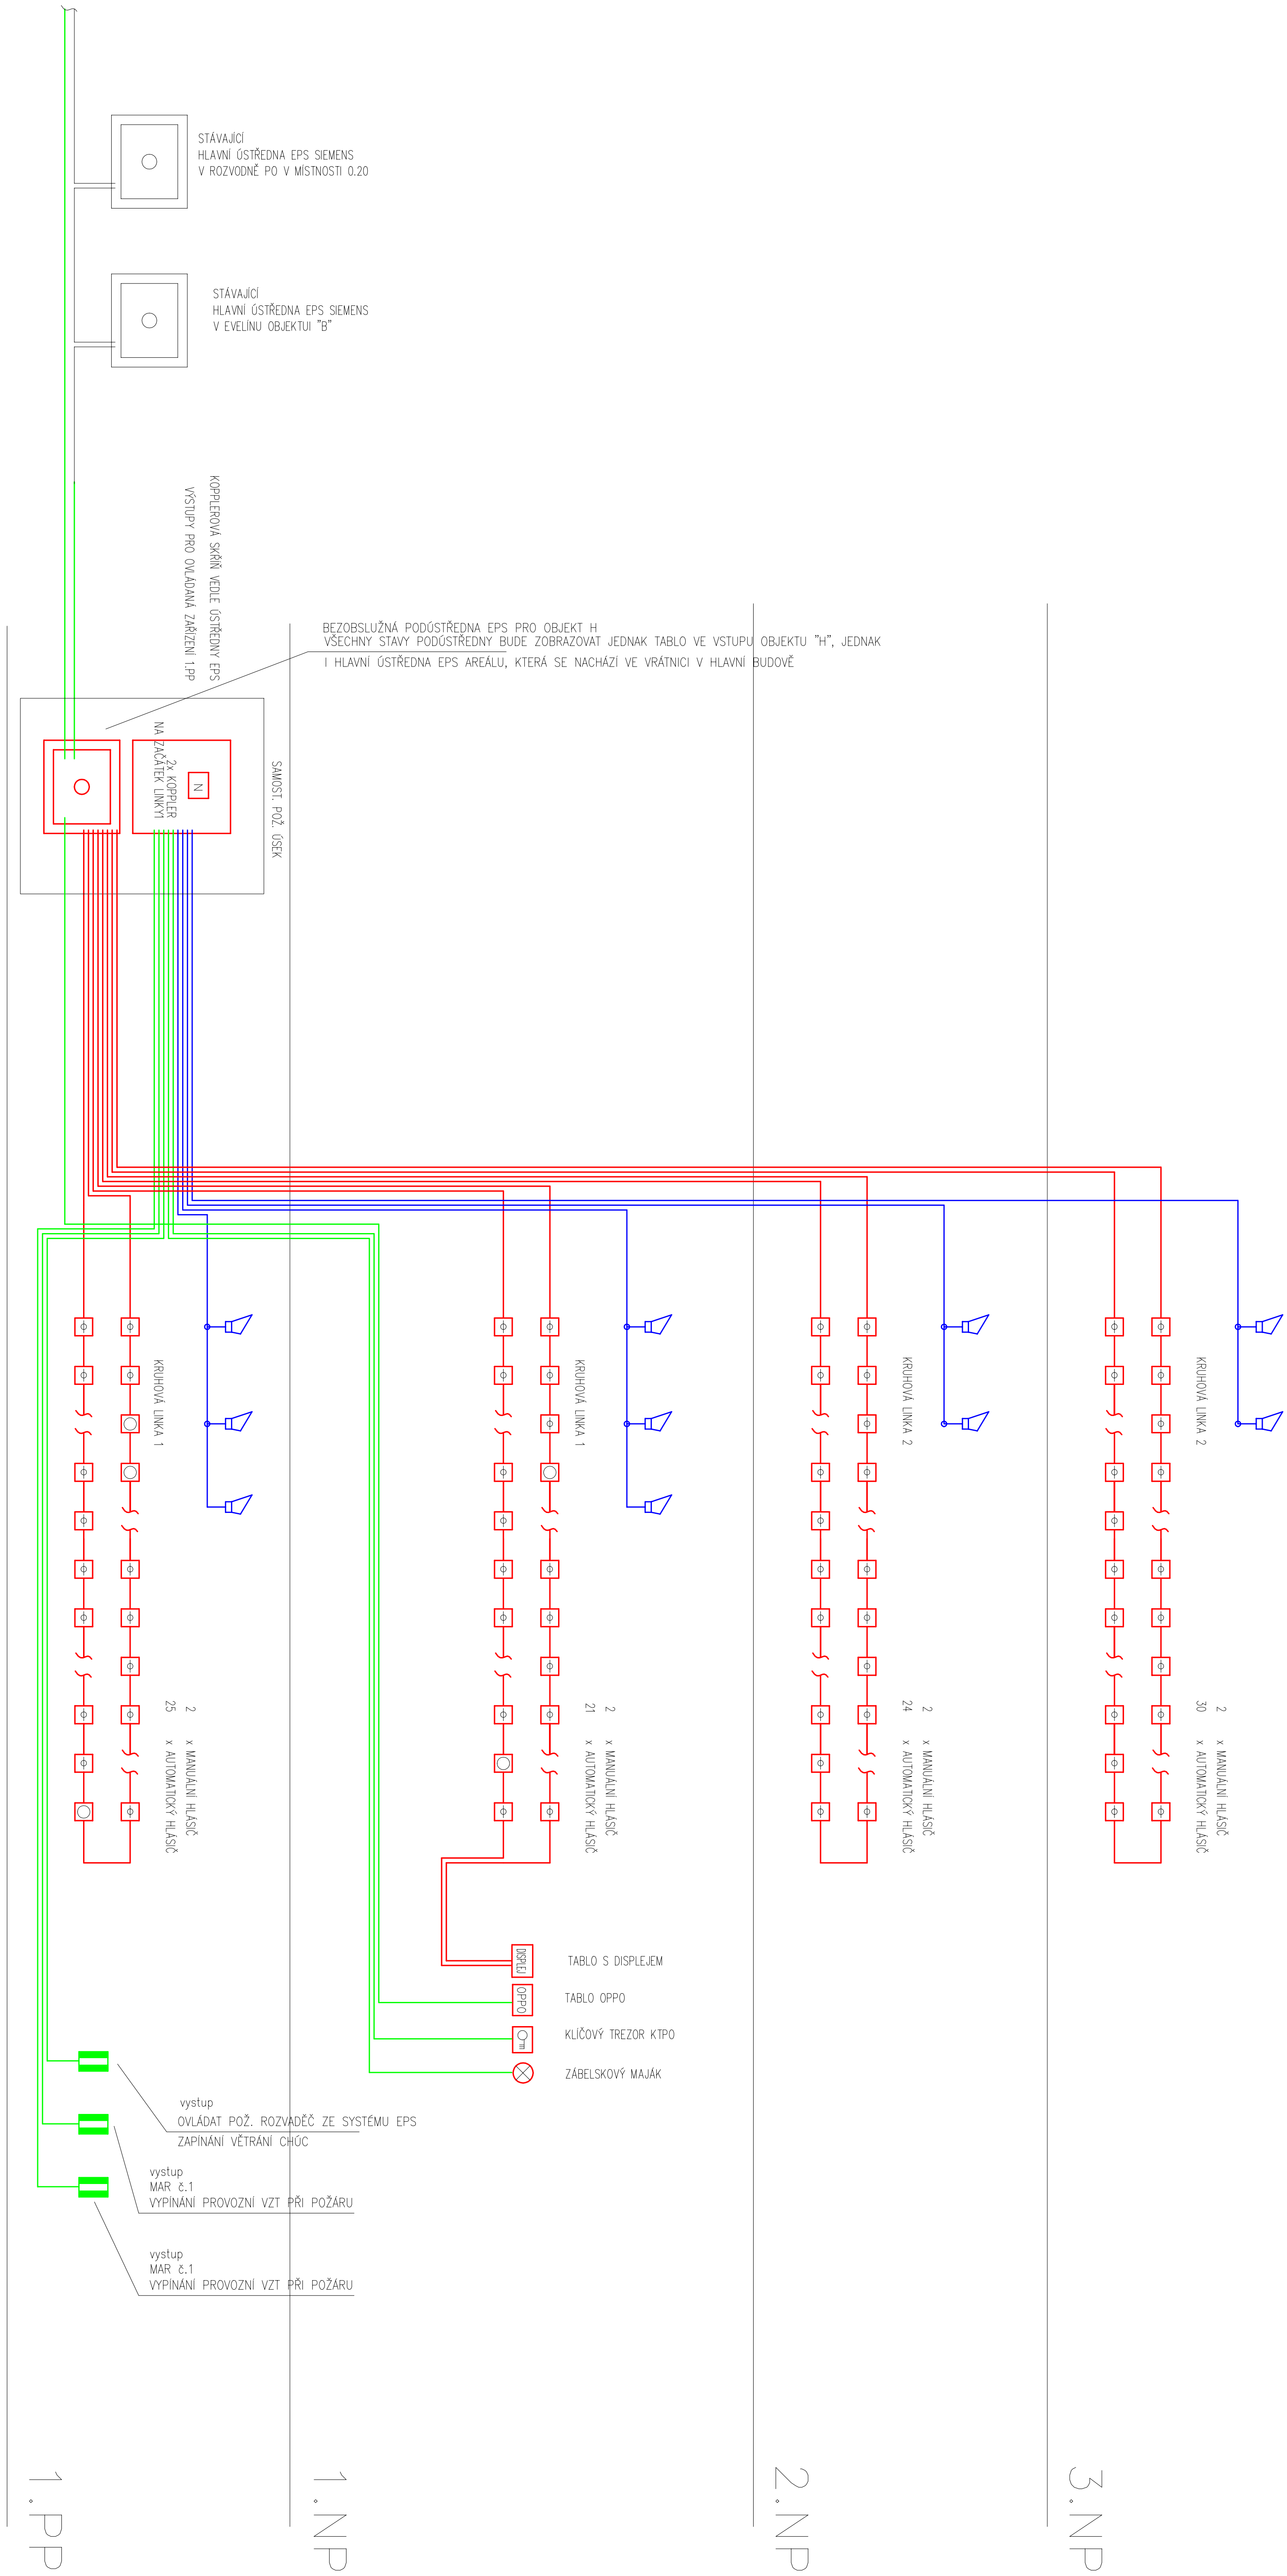 STÁVAJÍCÍ
HLAVNÍ ÚSTŘEDNA EPS SIEMENS
V ROZVODNĚ PO V MÍSTNOSTI 0.20
STÁVAJÍCÍ
HLAVNÍ ÚSTŘEDNA EPS SIEMENS
V EVELÍNU OBJEKTUI "B"
KOPPLEROVÁ SKŘÍŇ VEDLE ÚSTŘEDNY EPS
VÝSTUPY PRO OVLÁDANÁ ZAŘÍZENÍ 1.PP
BEZOBSLUŽNÁ PODÚSTŘEDNA EPS PRO OBJEKT H
VŠECHNY STAVY PODÚSTŘEDNY BUDE ZOBRAZOVAT JEDNAK TABLO VE VSTUPU OBJEKTU "H", JEDNAK
I HLAVNÍ ÚSTŘEDNA EPS AREÁLU, KTERÁ SE NACHÁZÍ VE VRÁTNICI V HLAVNÍ BUDOVĚ
SAMOST. POŽ. ÚSEK
N
2x KOPPLER
NA ZAČÁTEK LINKY1
KRUHOVÁ LINKA 1
KRUHOVÁ LINKA 1
KRUHOVÁ LINKA 2
KRUHOVÁ LINKA 2
2 x MANUÁLNÍ HLÁSIČ
25 x AUTOMATICKÝ HLÁSIČ
2 x MANUÁLNÍ HLÁSIČ
21 x AUTOMATICKÝ HLÁSIČ
2 x MANUÁLNÍ HLÁSIČ
24 x AUTOMATICKÝ HLÁSIČ
2 x MANUÁLNÍ HLÁSIČ
30 x AUTOMATICKÝ HLÁSIČ
DISPLEJ
TABLO S DISPLEJEM
OPPO
TABLO OPPO
KLÍČOVÝ TREZOR KTPO
ZÁBELSKOVÝ MAJÁK
vystup
OVLÁDAT POŽ. ROZVADĚČ ZE SYSTÉMU EPS
ZAPÍNÁNÍ VĚTRÁNÍ CHÚC
vystup
MAR č.1
VYPÍNÁNÍ PROVOZNÍ VZT PŘI POŽÁRU
vystup
MAR č.1
VYPÍNÁNÍ PROVOZNÍ VZT PŘI POŽÁRU
1.PP
1.NP
2.NP
3.NP